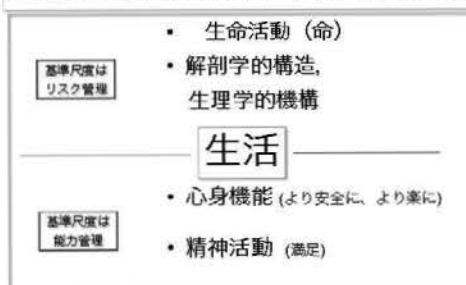 • 生命活動（命）
基準尺度は
リスク管理
• 解剖学的構造,
生理学的機構
生活
• 心身機能 (より安全に、より楽に)
基準尺度は
能力管理
• 精神活動 (満足)